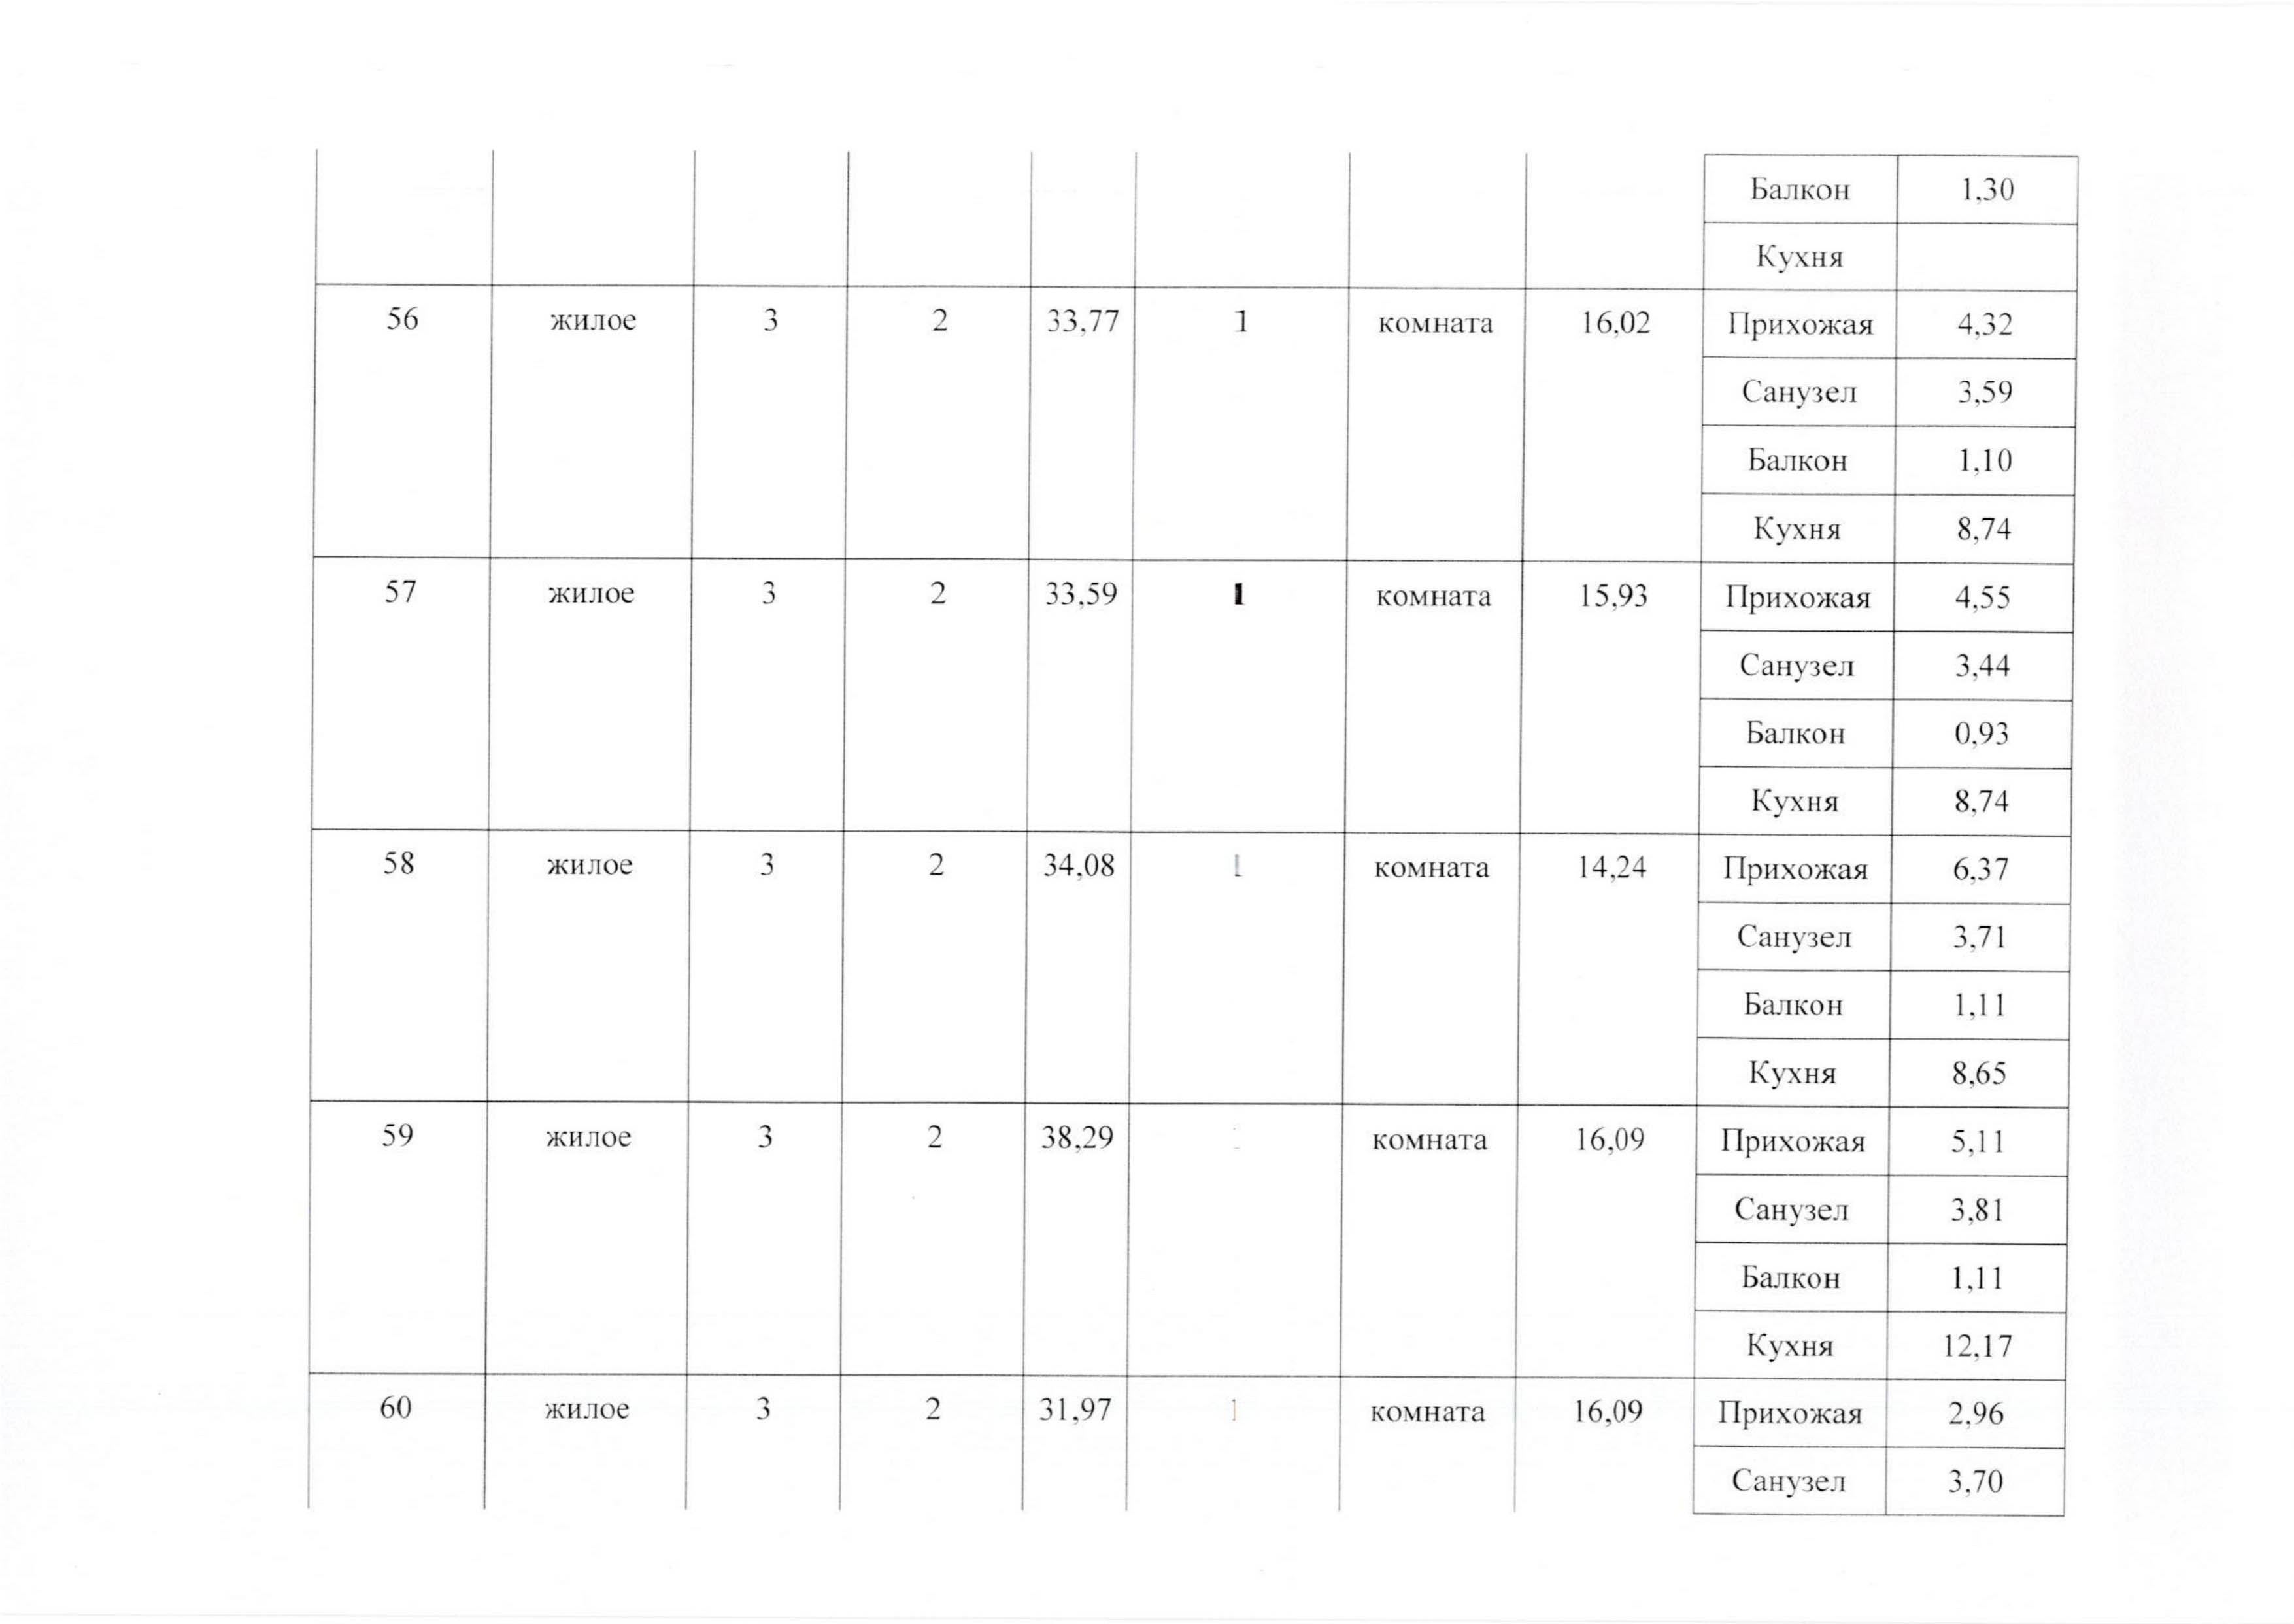 Балкон 1,30
Кухня
56 жилое 3 2 33,77 1 комната 16,02 Прихожая 4,32
Санузел 3,59
Балкон 1,10
Кухня 8,74
57 жилое 3 2 33,59 1 комната 15,93 Прихожая 4,55
Санузел 3,44
Балкон 0,93
Кухня 8,74
58 жилое 3 2 34,08 1 комната 14,24 Прихожая 6,37
Санузел 3,71
Балкон 1,11
Кухня 8,65
59 жилое 3 2 38,29 комната 16,09 Прихожая 5,11
Санузел 3,81
Балкон 1,11
Кухня 12,17
60 жилое 3 2 31,97 1 комната 16,09 Прихожая 2,96
Санузел 3,70